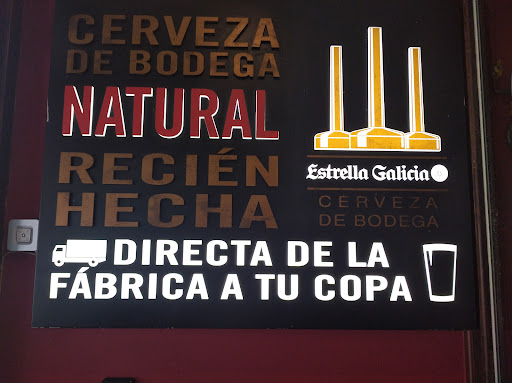 CERVEZA
DE BODEGA
NATURAL
RECIÉN
HECHA
Estrella Galicia
CERVEZA
DE BODEGA
DIRECTA DE LA
FÁBRICA A TU COPA